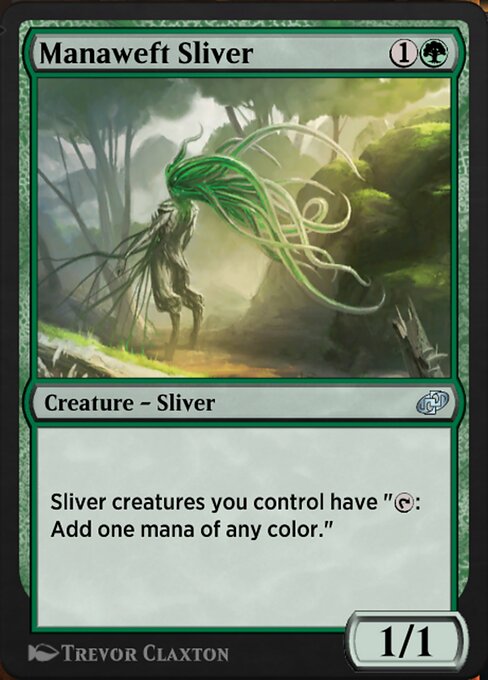 Manaweft Sliver 1
Creature – Sliver
Sliver creatures you control have ":
Add one mana of any color."
1/1
TREVOR CLAXTON